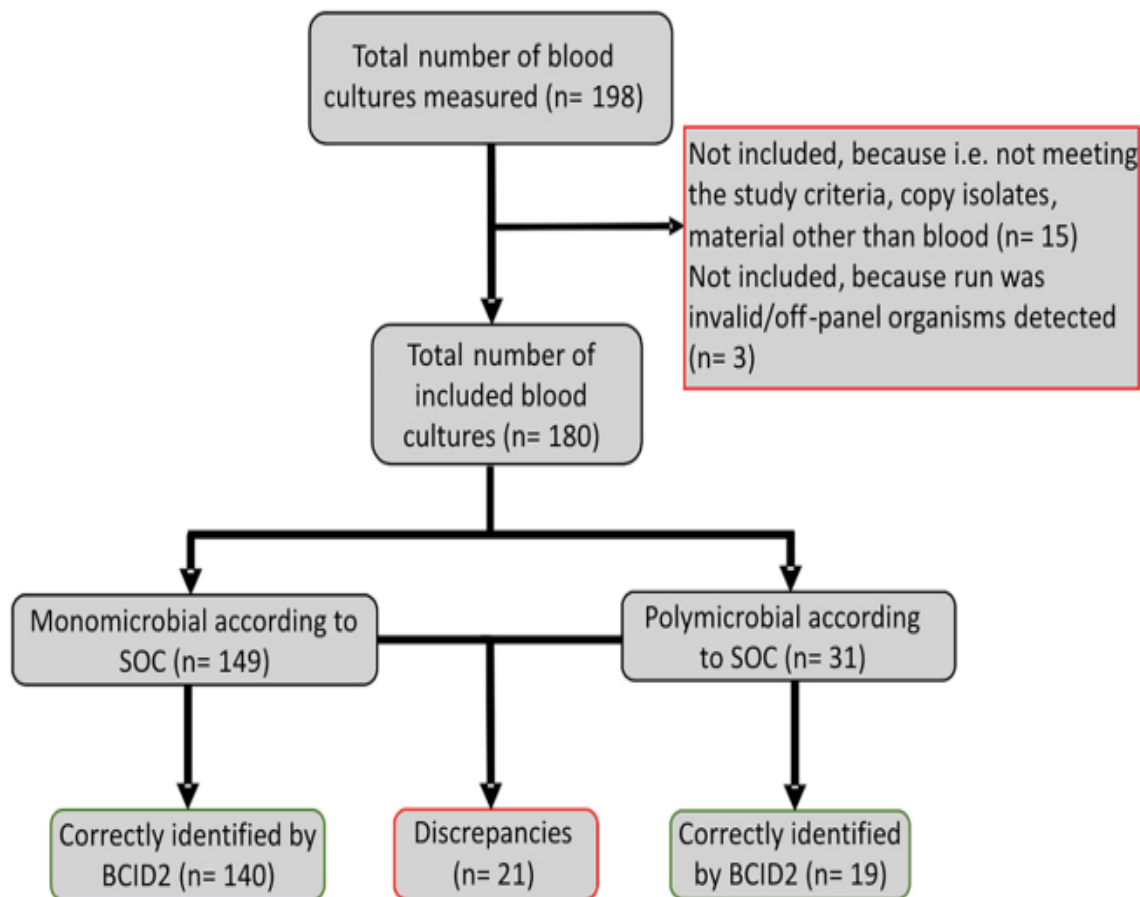 Total number of blood
cultures measured (n= 198)
Not included, because i.e. not meeting
the study criteria, copy isolates,
material other than blood (n= 15)
Not included, because run was
invalid/off-panel organisms detected
(n= 3)
Total number of
included blood
cultures (n= 180)
Monomicrobial according to
SOC (n= 149)
Polymicrobial according
to SOC (n= 31)
Correctly identified by
BCID2 (n= 140)
Discrepancies
(n= 21)
Correctly identified
by BCID2 (n= 19)